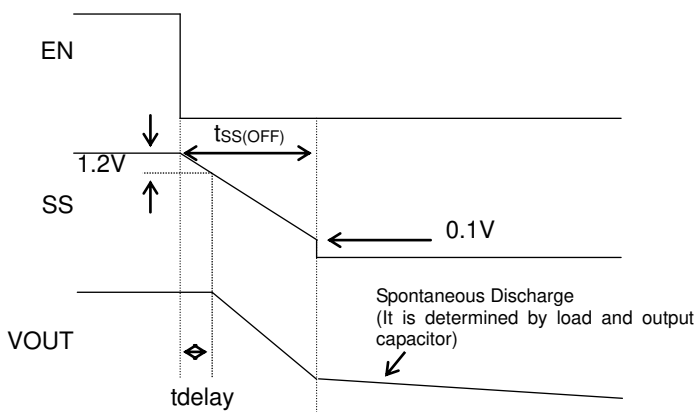 EN
tSS(OFF)
1.2V
SS
0.1V
Spontaneous Discharge
(It is determined by load and output
capacitor)
VOUT
tdelay